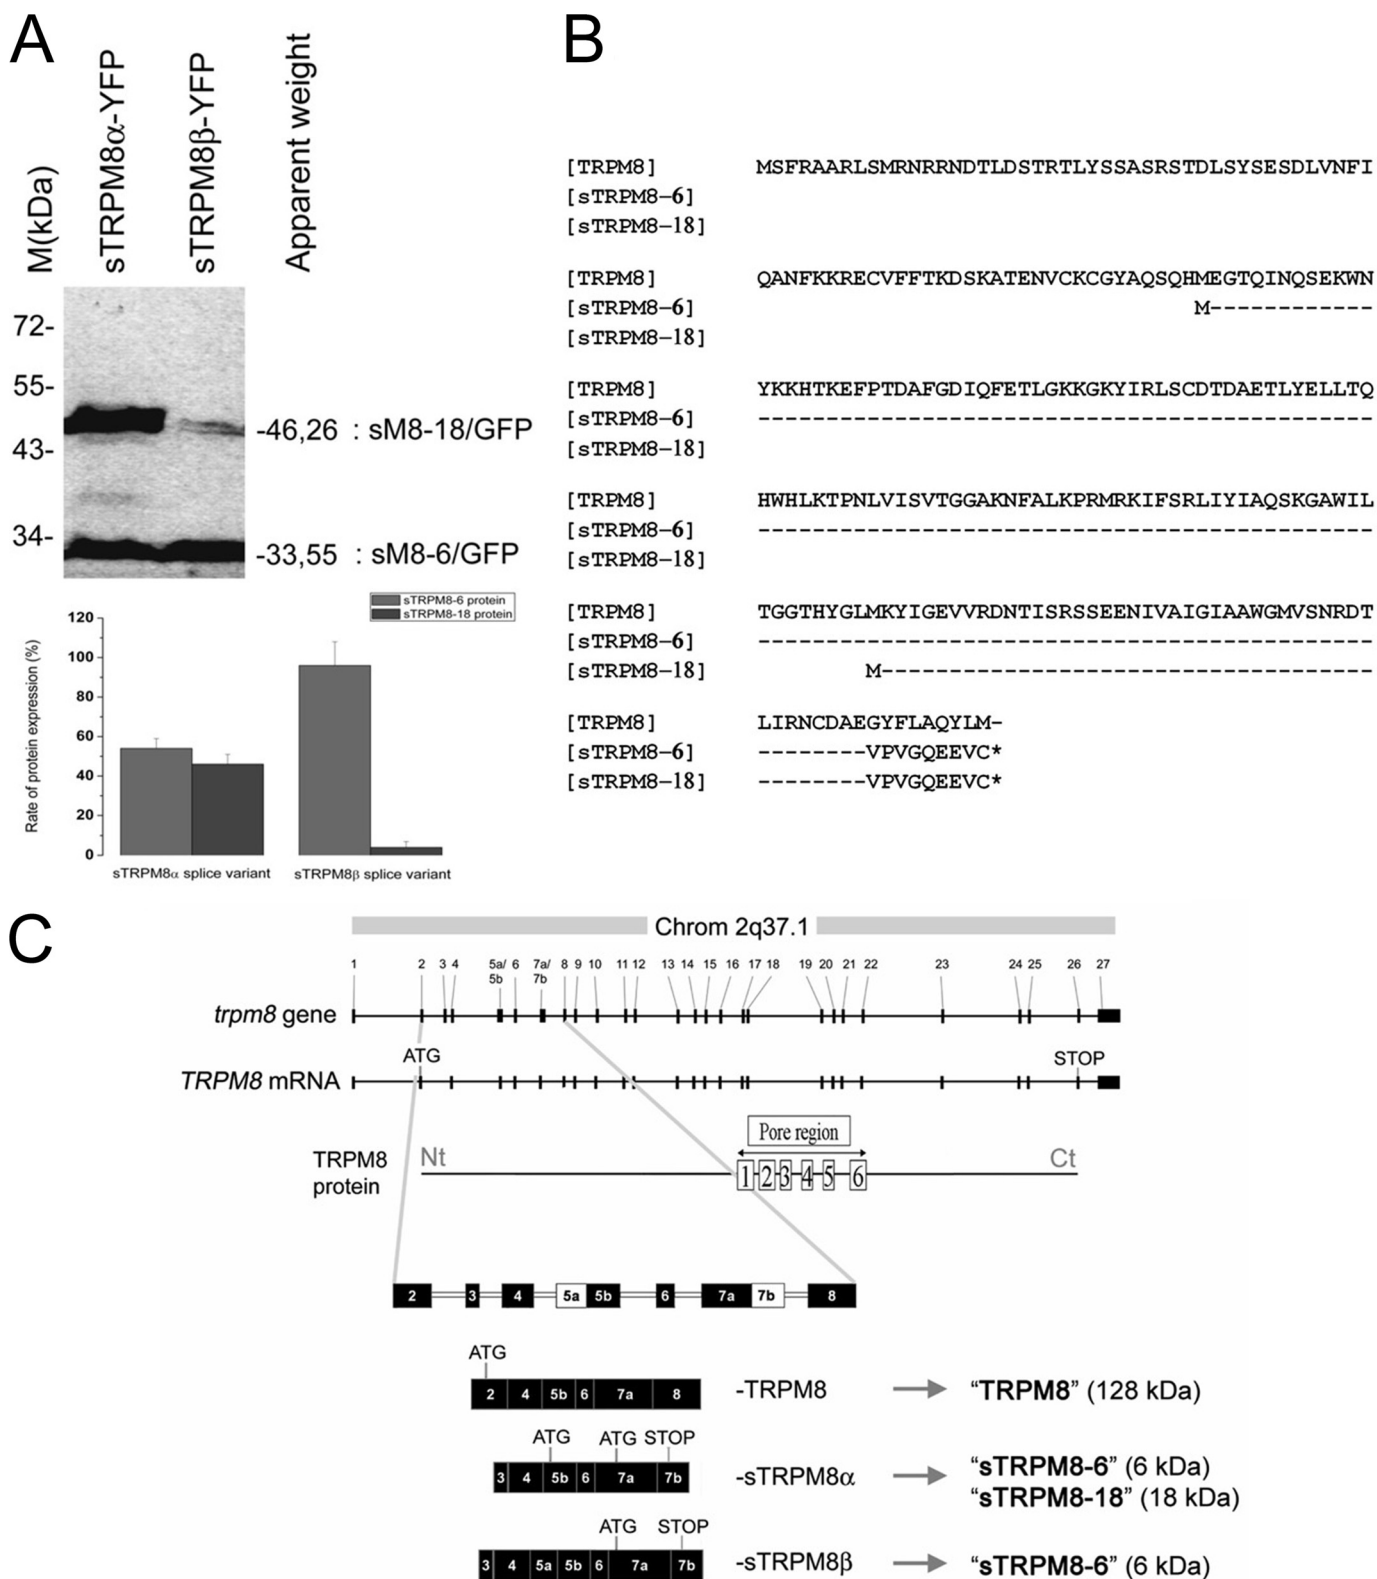 A
M(kDa)
sTRPM8α-YFP
sTRPM8β-YFP
Apparent weight
72-
55-
43-
34-
-46,26 : sM8-18/GFP
-33,55 : sM8-6/GFP
sTRPM8-6 protein
sTRPM8-18 protein
Rate of protein expression (%)
120
100
80
60
40
20
0
sTRPM8α splice variant
sTRPM8β splice variant
B
[TRPM8] MSFRAARLSMRNRRNDTLDSTRTLYSSASRSTDLSYSESDLVNFI
[sTRPM8-6]
[sTRPM8-18]
[TRPM8] QANFKKRECVFFTKDSKATENVCKCGYAQSQHMEGTQINQSEKWN
[sTRPM8-6] M------------
[sTRPM8-18]
[TRPM8] YKKHTKEFPTDAFGDIQFETLGKKGKYIRLSCDTDAETLYELLTQ
[sTRPM8-6] ---------------------------------------------
[sTRPM8-18]
[TRPM8] HWHLKTPNLVISVTGGAKNFALKPRMRKIFSRLIYIAQSKGAWIL
[sTRPM8-6] ---------------------------------------------
[sTRPM8-18]
[TRPM8] TGGTHYGLMKYIGEVVRDNTISRSSEENIVAIGIAAWGMVSNRDT
[sTRPM8-6] ---------------------------------------------
[sTRPM8-18] M------------------------------------
[TRPM8] LIRNCDAEGYFLAQYLM-
[sTRPM8-6] --------VPVGQEEVC*
[sTRPM8-18] --------VPVGQEEVC*
C
Chrom 2q37.1
1 2 3 4 5a/5b 6 7a/7b 8 9 10 11 12 13 14 15 16 17 18 19 20 21 22 23 24 25 26 27
trpm8 gene
ATG STOP
TRPM8 mRNA
Pore region
TRPM8 protein
Nt 1 2 3 4 5 6 Ct
2 3 4 5a 5b 6 7a 7b 8
ATG
2 4 5b 6 7a 8 -TRPM8 “TRPM8” (128 kDa)
ATG ATG STOP
3 4 5b 6 7a 7b -sTRPM8α “sTRPM8-6” (6 kDa)
“sTRPM8-18” (18 kDa)
ATG STOP
3 4 5a 5b 6 7a 7b -sTRPM8β “sTRPM8-6” (6 kDa)